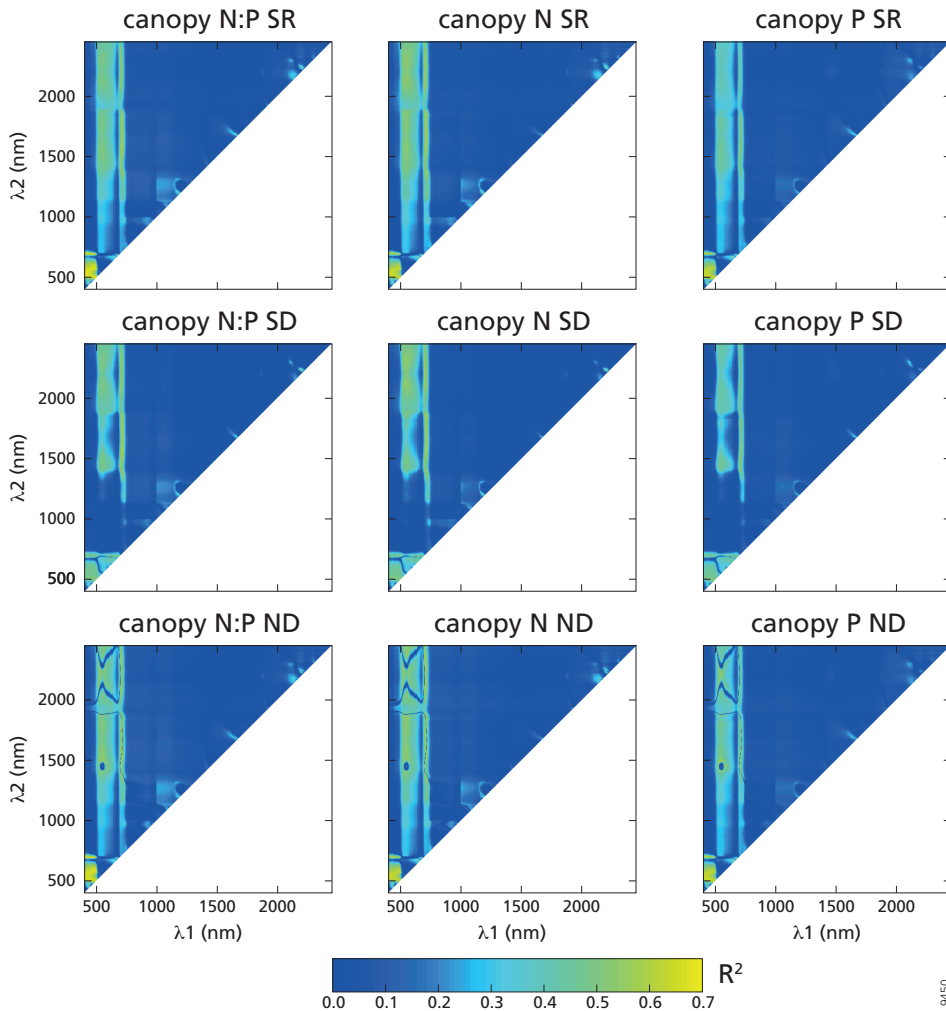 canopy N:P SR
canopy N SR
canopy P SR
2000
1500
1000
500
λ2 (nm)
canopy N:P SD
canopy N SD
canopy P SD
2000
1500
1000
500
λ2 (nm)
canopy N:P ND
canopy N ND
canopy P ND
2000
1500
1000
500
λ2 (nm)
500 1000 1500 2000
500 1000 1500 2000
500 1000 1500 2000
λ1 (nm)
λ1 (nm)
λ1 (nm)
R²
0.0 0.1 0.2 0.3 0.4 0.5 0.6 0.7
9450